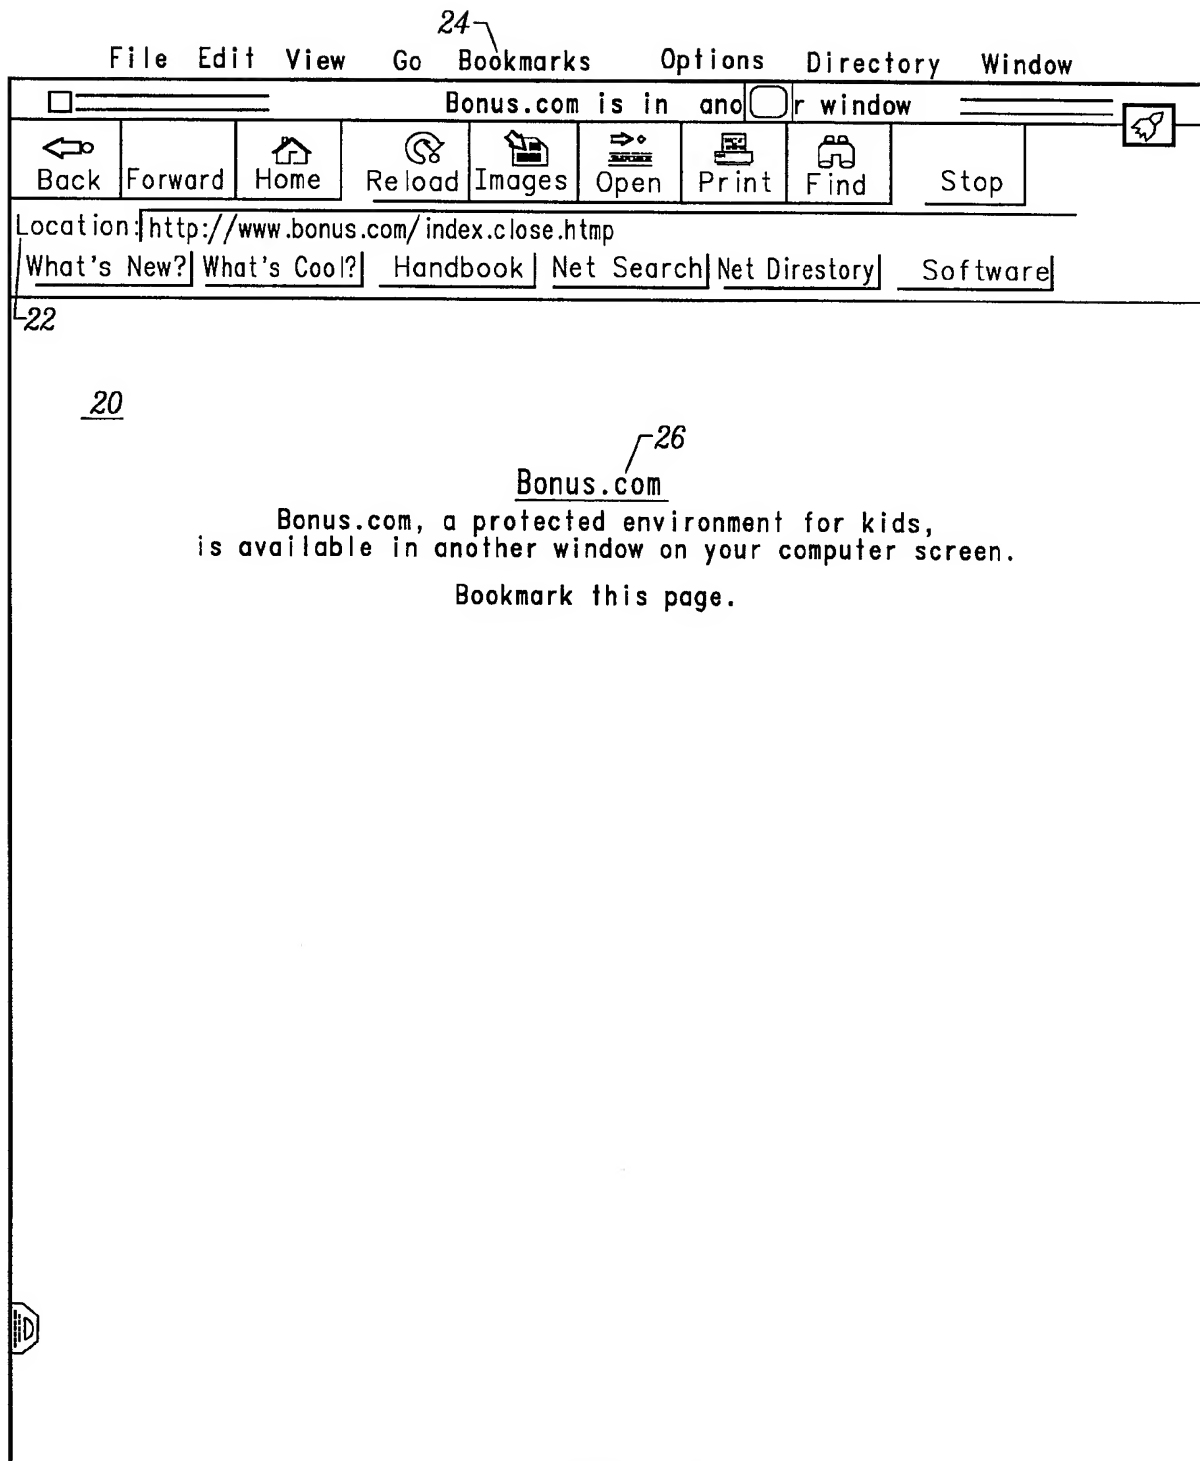 24
File Edit View Go Bookmarks Options Directory Window
Bonus.com is in ano r window
Back Forward Home Reload Images Open Print Find Stop
Location: http://www.bonus.com/index.close.htmp
What's New? What's Cool? Handbook Net Search Net Direstory Software
22
20
26
Bonus.com
Bonus.com, a protected environment for kids,
is available in another window on your computer screen.
Bookmark this page.